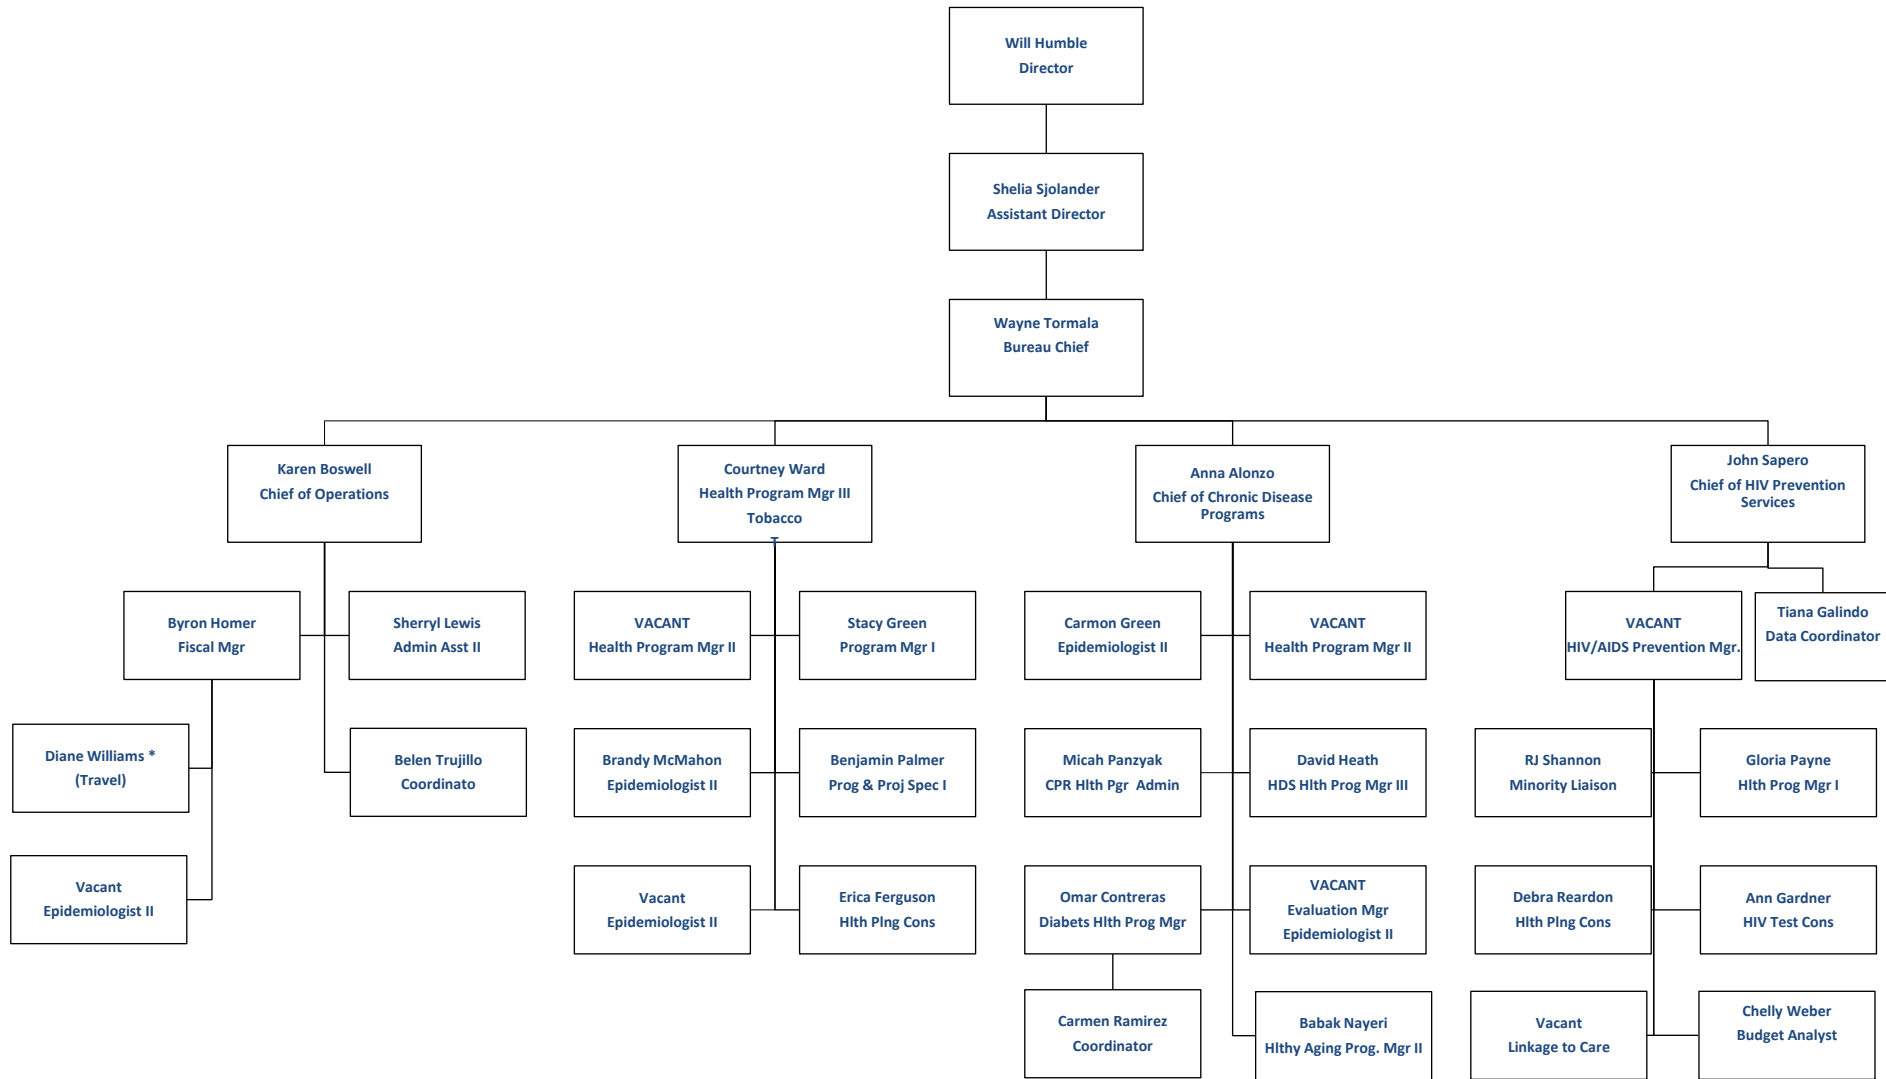 Will Humble
Director
Shelia Sjolander
Assistant Director
Wayne Tormala
Bureau Chief
Karen Boswell
Chief of Operations
Courtney Ward
Health Program Mgr III
Tobacco
T
Anna Alonzo
Chief of Chronic Disease
Programs
John Sapero
Chief of HIV Prevention
Services
Byron Homer
Fiscal Mgr
Sherryl Lewis
Admin Asst II
VACANT
Health Program Mgr II
Stacy Green
Program Mgr I
Carmon Green
Epidemiologist II
VACANT
Health Program Mgr II
VACANT
HIV/AIDS Prevention Mgr.
Tiana Galindo
Data Coordinator
Diane Williams *
(Travel)
Belen Trujillo
Coordinato
Brandy McMahon
Epidemiologist II
Benjamin Palmer
Prog & Proj Spec I
Micah Panzyak
CPR Hlth Pgr  Admin
David Heath
HDS Hlth Prog Mgr III
RJ Shannon
Minority Liaison
Gloria Payne
Hlth Prog Mgr I
Vacant
Epidemiologist II
Vacant
Epidemiologist II
Erica Ferguson
Hlth Plng Cons
Omar Contreras
Diabets Hlth Prog Mgr
VACANT
Evaluation Mgr
Epidemiologist II
Debra Reardon
Hlth Plng Cons
Ann Gardner
HIV Test Cons
Carmen Ramirez
Coordinator
Babak Nayeri
Hlthy Aging Prog. Mgr II
Vacant
Linkage to Care
Chelly Weber
Budget Analyst